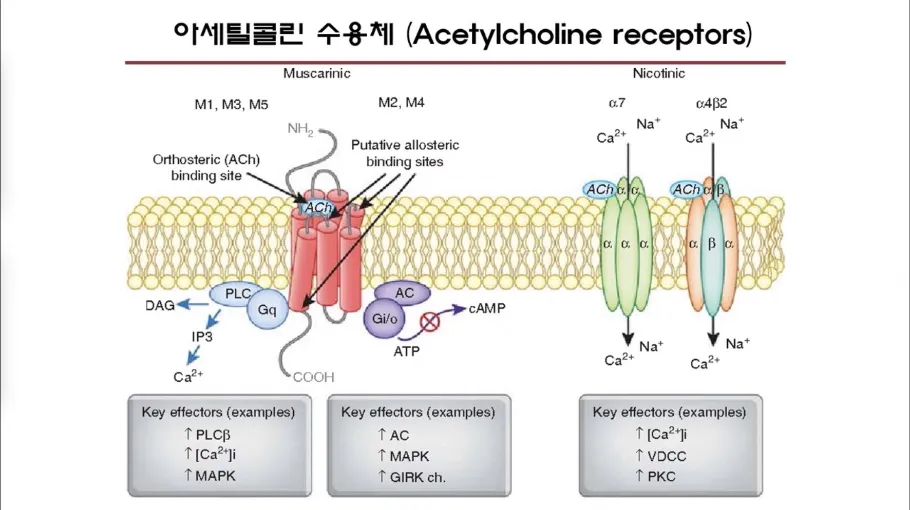 아세틸콜린 수용체 (Acetylcholine receptors)
Muscarinic
Nicotinic
M1, M3, M5
M2, M4
α7
α4β2
NH2
Orthosteric (ACh)
binding site
Putative allosteric
binding sites
Ca2+
Na+
Ca2+
Na+
ACh
ACh
α
α
ACh
α
β
α
α
α
α
β
α
PLC
Gq
DAG
IP3
Ca2+
AC
Gi/o
cAMP
ATP
COOH
Ca2+
Na+
Ca2+
Na+
Key effectors (examples)
↑ PLCβ
↑ [Ca2+]i
↑ MAPK
Key effectors (examples)
↑ AC
↑ MAPK
↑ GIRK ch.
Key effectors (examples)
↑ [Ca2+]i
↑ VDCC
↑ PKC